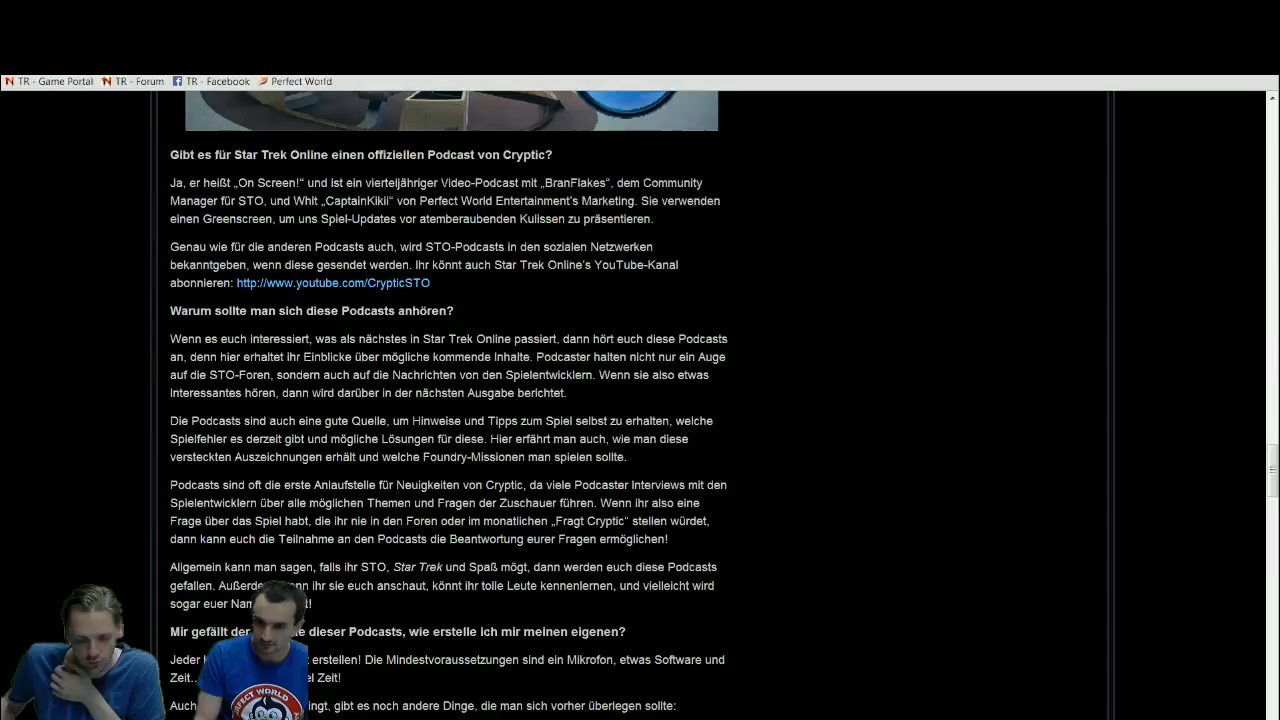 TR - Game Portal TR - Forum TR - Facebook Perfect World
Gibt es für Star Trek Online einen offiziellen Podcast von Cryptic?
Ja, er heißt „On Screen!“ und ist ein vierteljähriger Video-Podcast mit „BranFlakes“, dem Community
Manager für STO, und Whit „CaptainKikii“ von Perfect World Entertainment's Marketing. Sie verwenden
einen Greenscreen, um uns Spiel-Updates vor atemberaubenden Kulissen zu präsentieren.
Genau wie für die anderen Podcasts auch, wird STO-Podcasts in den sozialen Netzwerken
bekanntgeben, wenn diese gesendet werden. Ihr könnt auch Star Trek Online's YouTube-Kanal
abonnieren: http://www.youtube.com/CrypticSTO
Warum sollte man sich diese Podcasts anhören?
Wenn es euch interessiert, was als nächstes in Star Trek Online passiert, dann hört euch diese Podcasts
an, denn hier erhaltet ihr Einblicke über mögliche kommende Inhalte. Podcaster halten nicht nur ein Auge
auf die STO-Foren, sondern auch auf die Nachrichten von den Spielentwicklern. Wenn sie also etwas
Interessantes hören, dann wird darüber in der nächsten Ausgabe berichtet.
Die Podcasts sind auch eine gute Quelle, um Hinweise und Tipps zum Spiel selbst zu erhalten, welche
Spielfehler es derzeit gibt und mögliche Lösungen für diese. Hier erfährt man auch, wie man diese
versteckten Auszeichnungen erhält und welche Foundry-Missionen man spielen sollte.
Podcasts sind oft die erste Anlaufstelle für Neuigkeiten von Cryptic, da viele Podcaster Interviews mit den
Spielentwicklern über alle möglichen Themen und Fragen der Zuschauer führen. Wenn ihr also eine
Frage über das Spiel habt, die ihr nie in den Foren oder im monatlichen „Fragt Cryptic“ stellen würdet,
dann kann euch die Teilnahme an den Podcasts die Beantwortung eurer Fragen ermöglichen!
Allgemein kann man sagen, falls ihr STO, Star Trek und Spaß mögt, dann werden euch diese Podcasts
gefallen. ihr sie euch anschaut, könnt ihr tolle Leute kennenlernen, und vielleicht wird
sogar euer
Mir gefällt der dieser Podcasts, wie erstelle ich mir meinen eigenen?
Jeder erstellen! Die Mindestvoraussetzungen sind ein Mikrofon, etwas Software und
Zeit.. Zeit!
gibt es noch andere Dinge, die man sich vorher überlegen sollte:
PERFECT WORLD